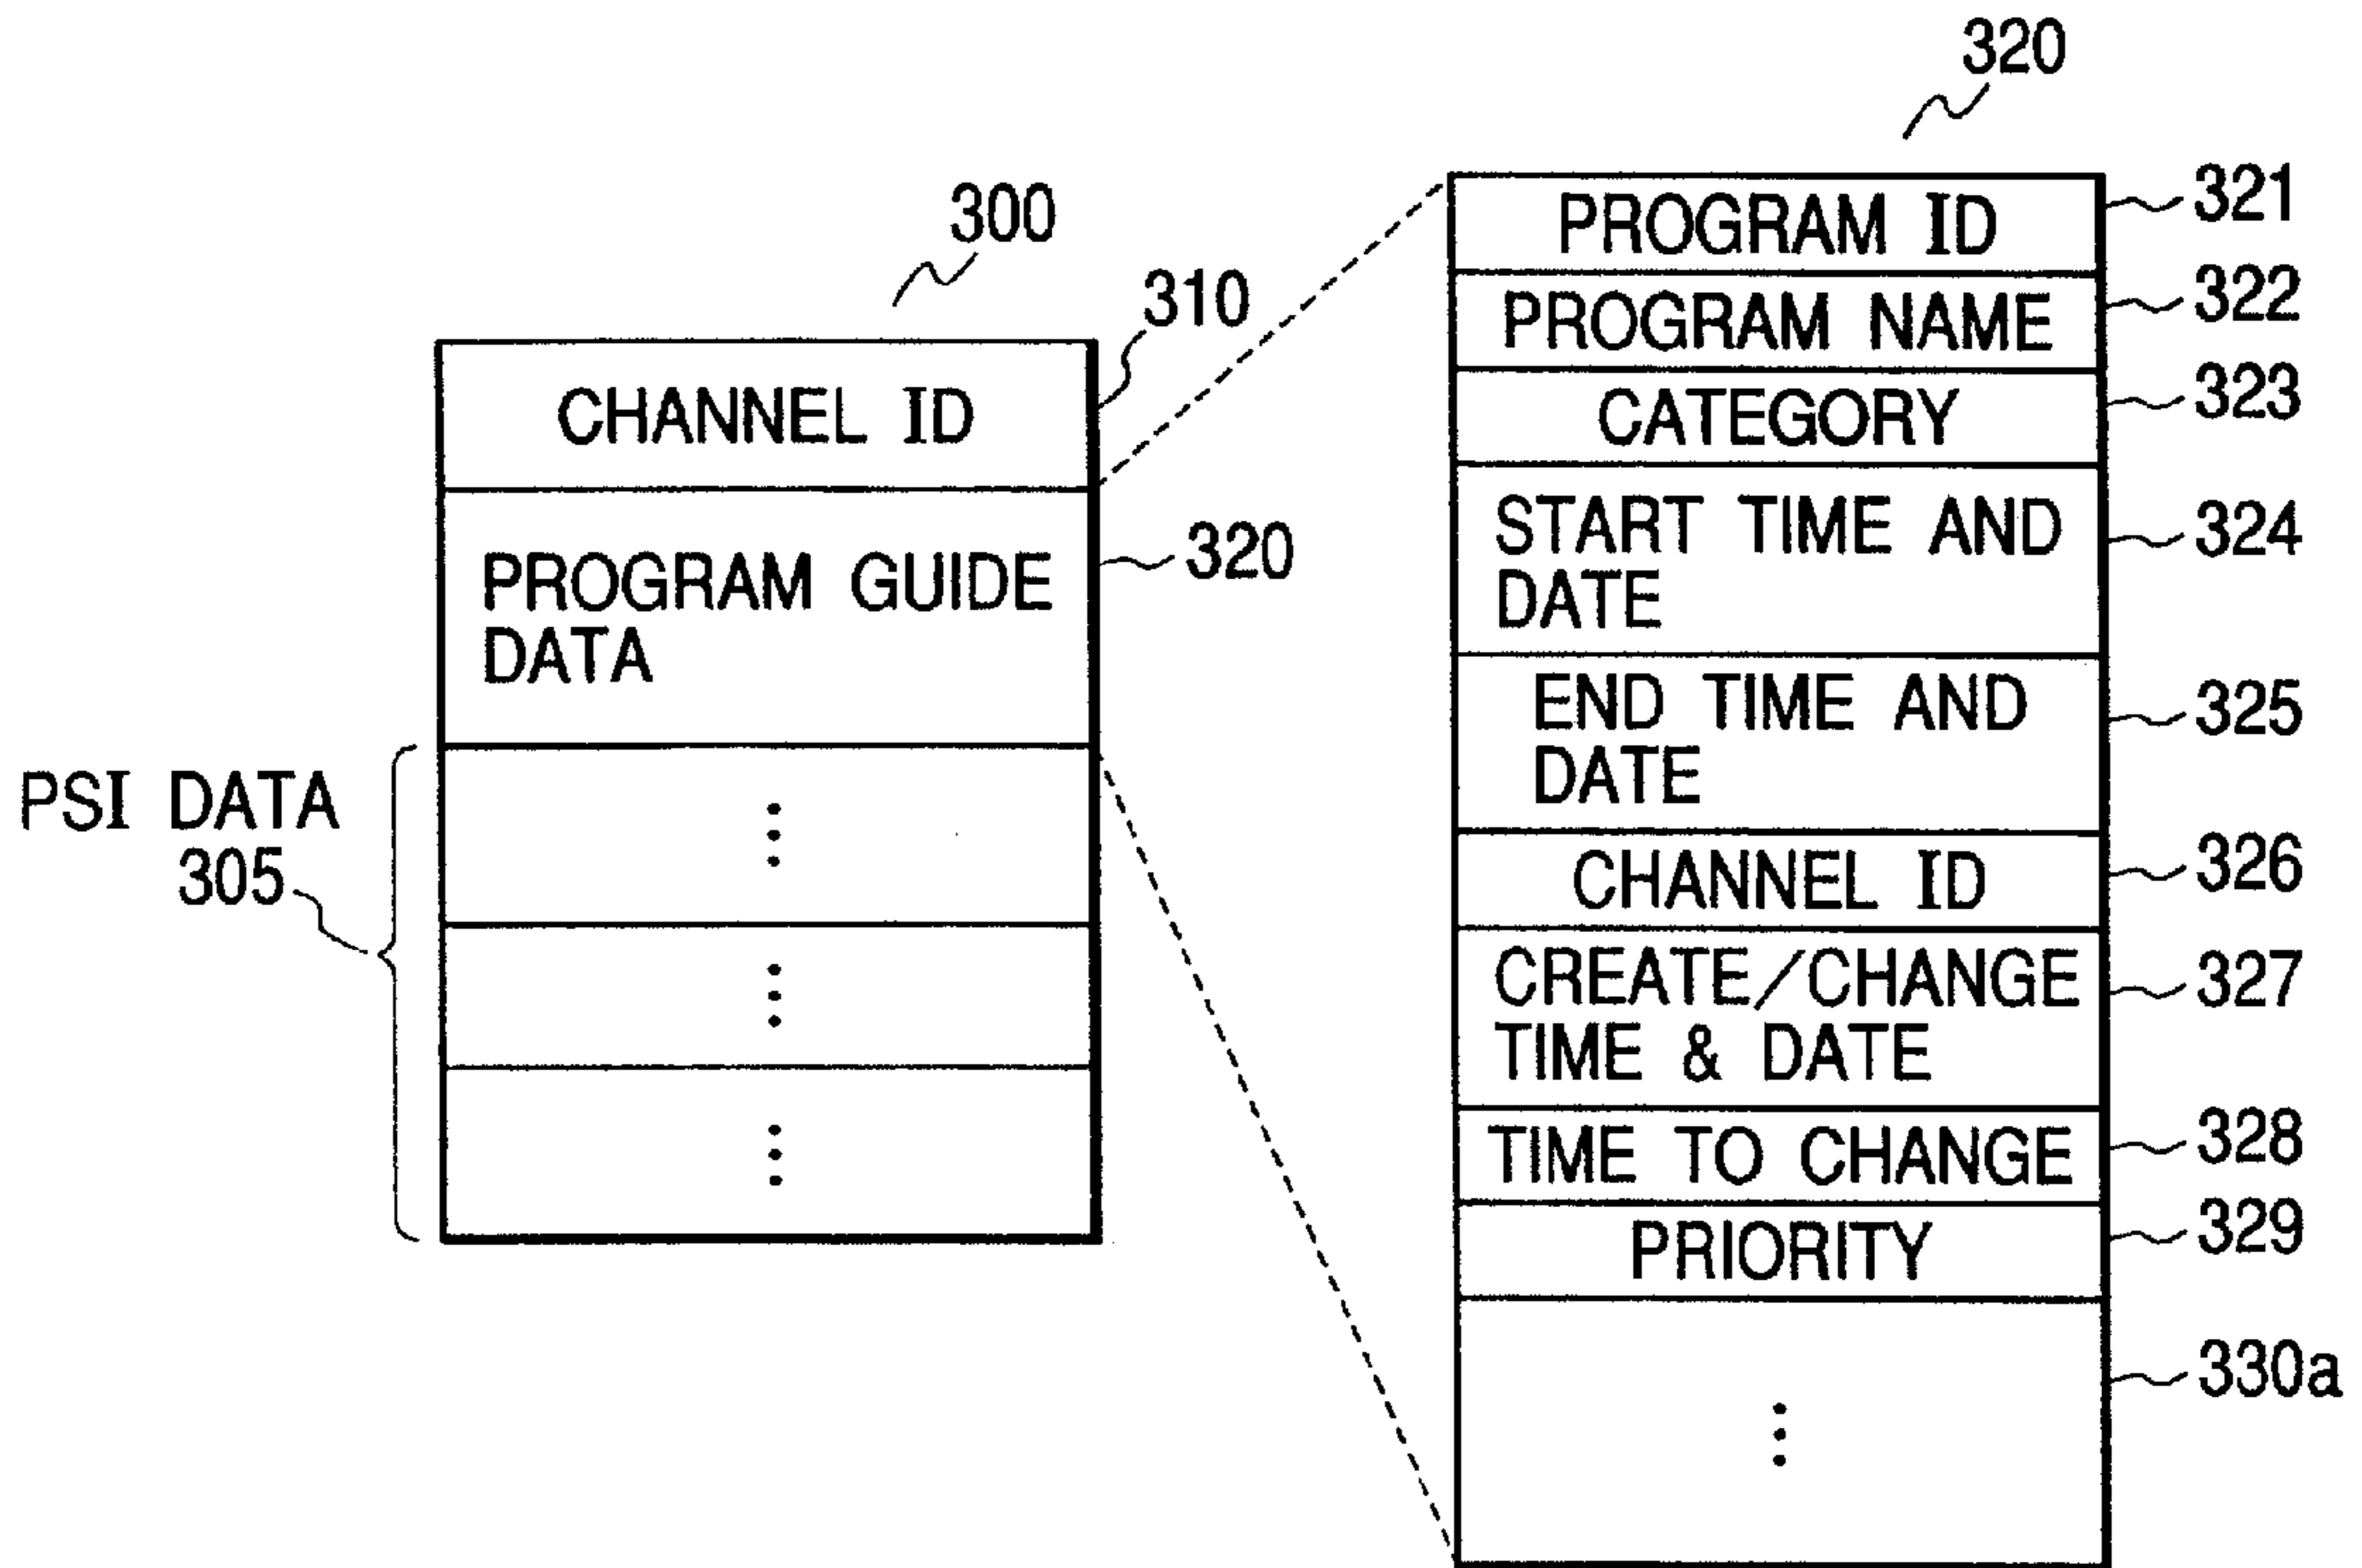 300
310
CHANNEL ID
PROGRAM GUIDE
DATA
320
PSI DATA
305
320
PROGRAM ID
321
PROGRAM NAME
322
CATEGORY
323
START TIME AND
DATE
324
END TIME AND
DATE
325
CHANNEL ID
326
CREATE/CHANGE
TIME & DATE
327
TIME TO CHANGE
328
PRIORITY
329
330a